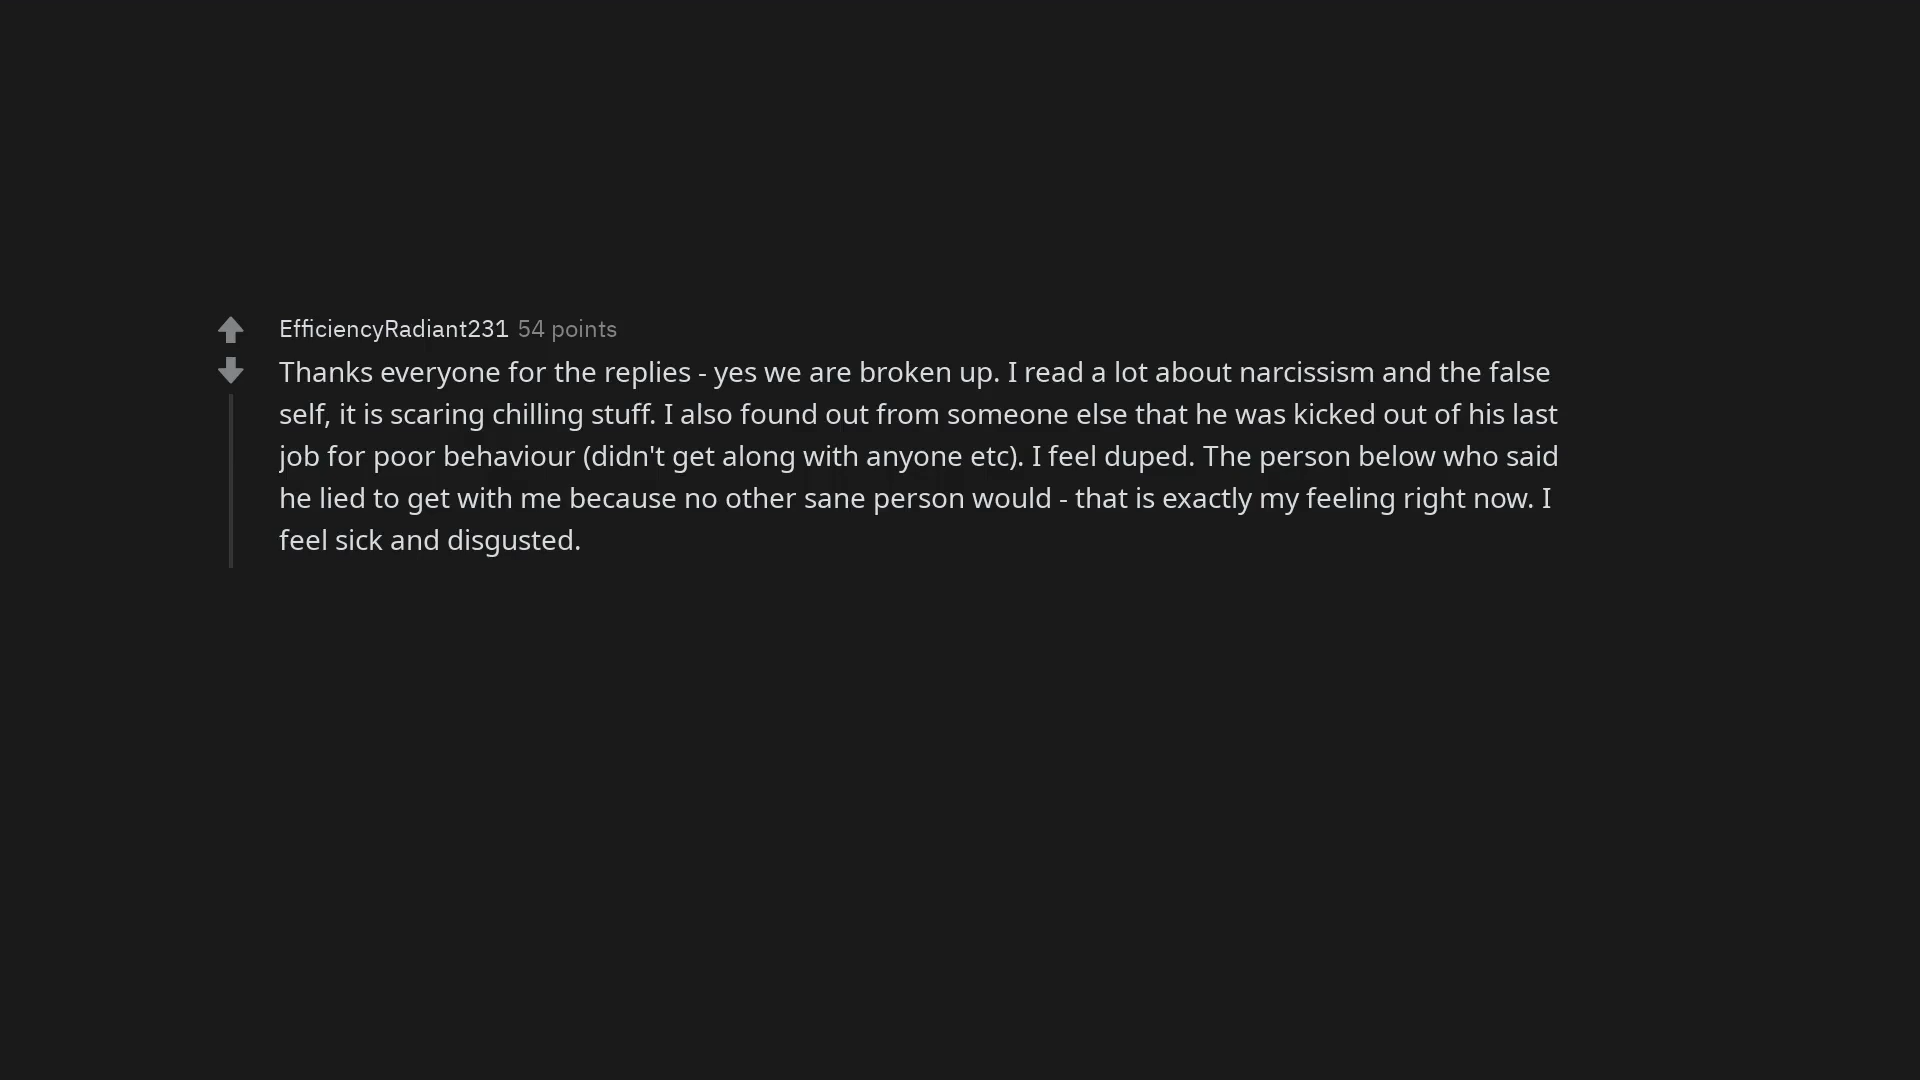 EfficiencyRadiant231 54 points
Thanks everyone for the replies - yes we are broken up. I read a lot about narcissism and the false
self, it is scaring chilling stuff. I also found out from someone else that he was kicked out of his last
job for poor behaviour (didn't get along with anyone etc). I feel duped. The person below who said
he lied to get with me because no other sane person would - that is exactly my feeling right now. I
feel sick and disgusted.